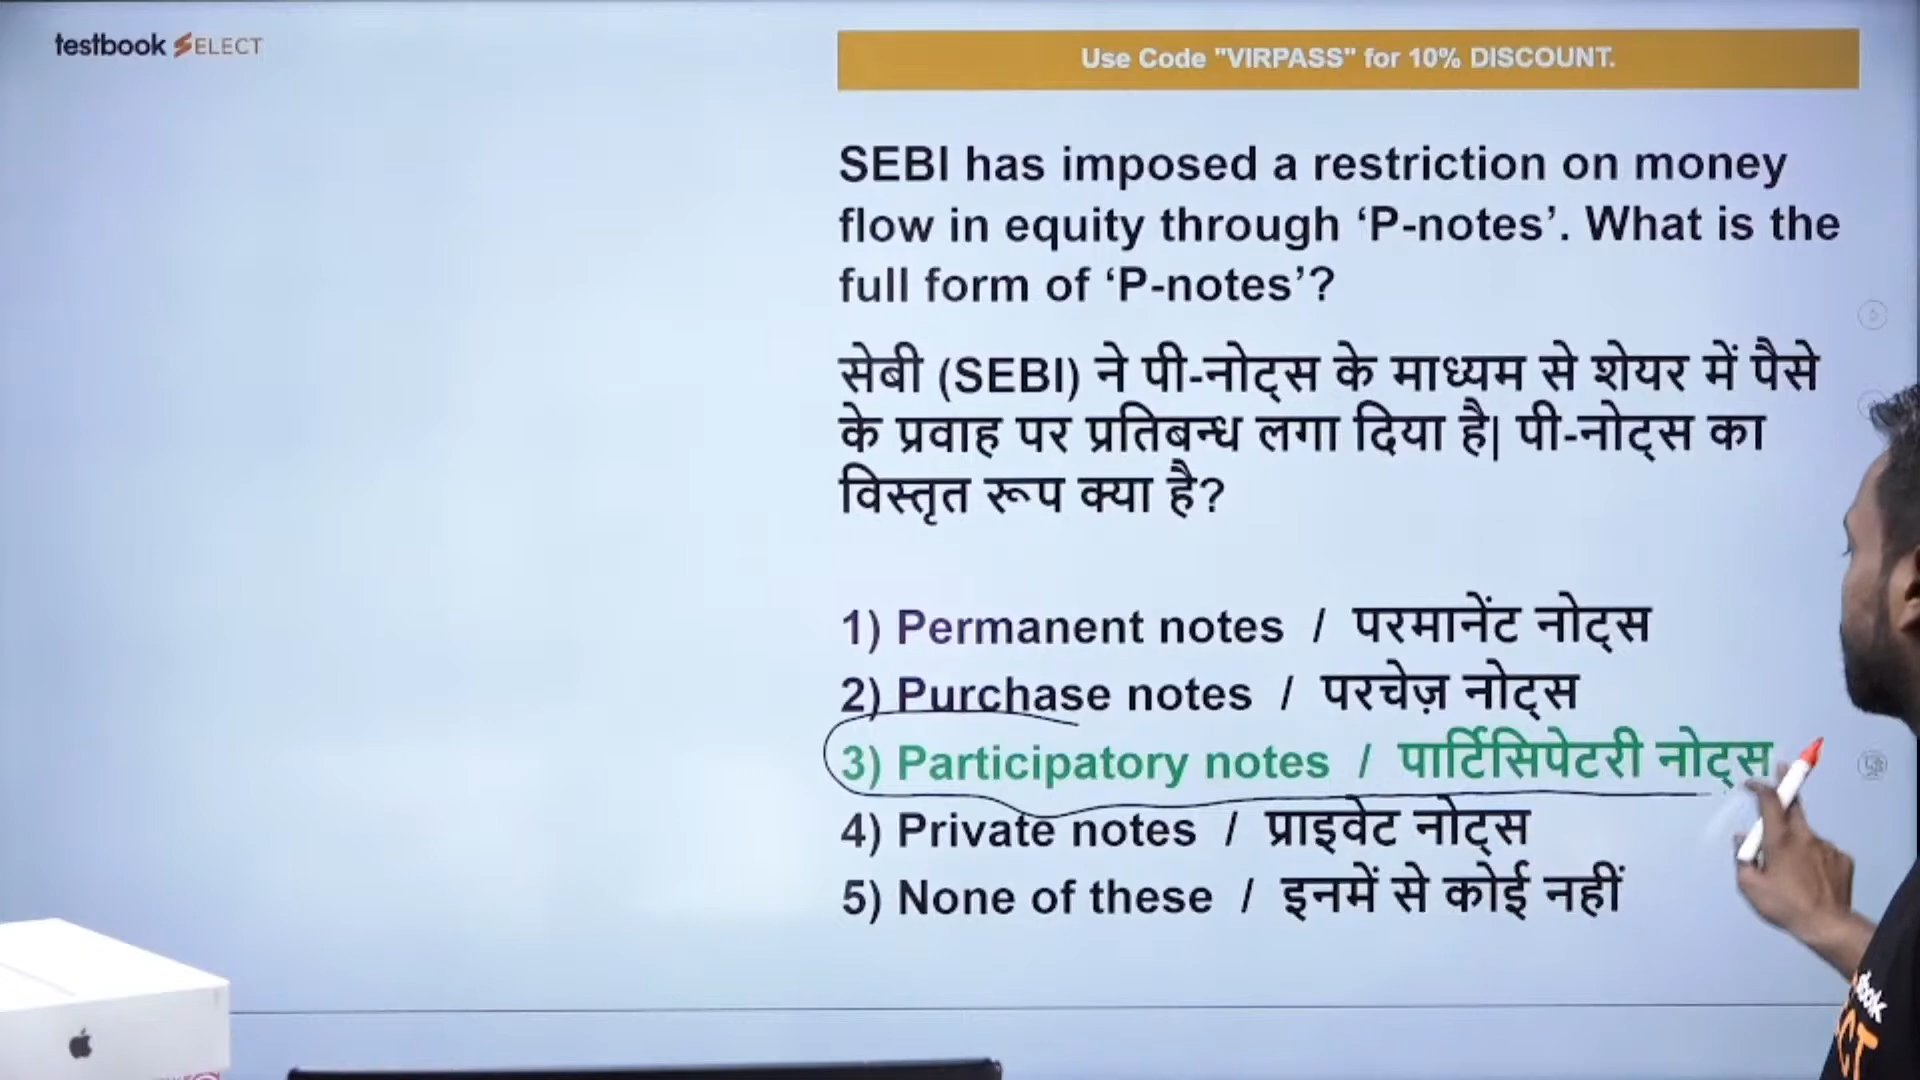 testbook SELECT
Use Code "VIRPASS" for 10% DISCOUNT.
SEBI has imposed a restriction on money
flow in equity through ‘P-notes’. What is the
full form of ‘P-notes’?
सेबी (SEBI) ने पी-नोट्स के माध्यम से शेयर में पैसे
के प्रवाह पर प्रतिबन्ध लगा दिया है| पी-नोट्स का
विस्तृत रूप क्या है?
1) Permanent notes / परमानेंट नोट्स
2) Purchase notes / परचेज़ नोट्स
3) Participatory notes / पार्टिसिपेटरी नोट्स
4) Private notes / प्राइवेट नोट्स
5) None of these / इनमें से कोई नहीं